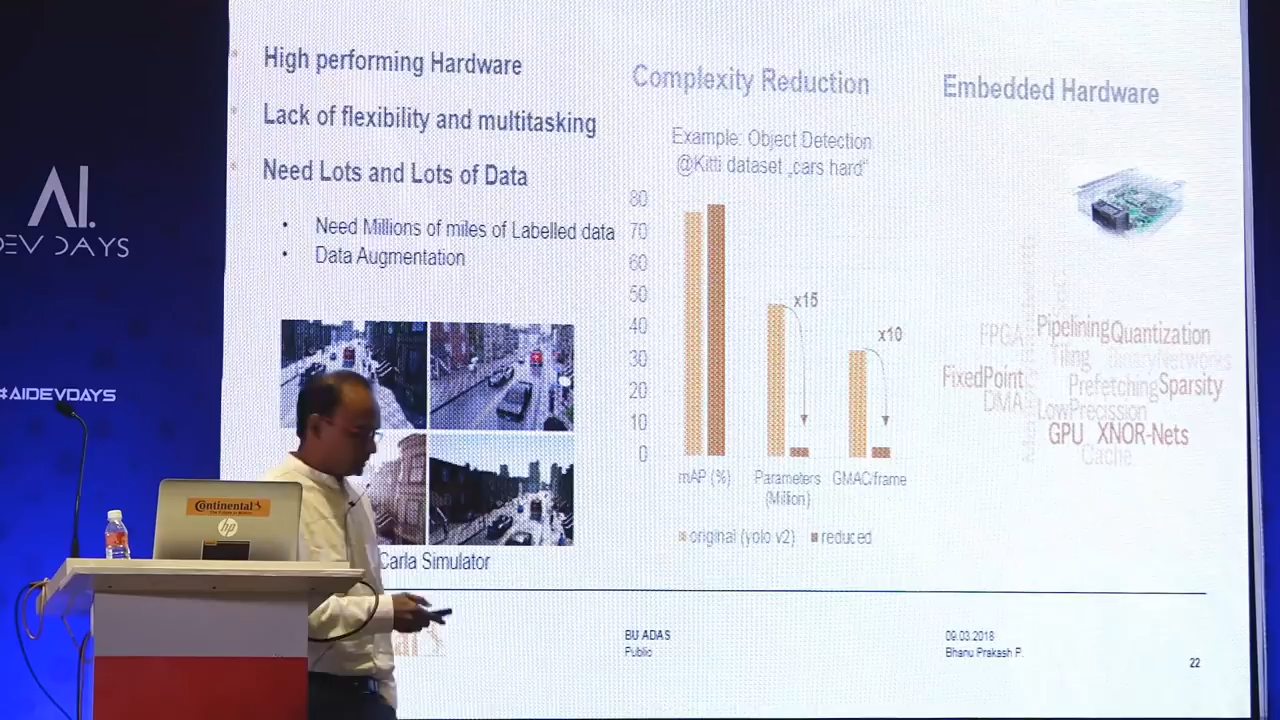 High performing Hardware
Lack of flexibility and multitasking
Need Lots and Lots of Data
• Need Millions of miles of Labelled data
• Data Augmentation
Carla Simulator
Complexity Reduction
Example: Object Detection
@Kitti dataset „cars hard“
80
70
60
50
40
30
20
10
0
x15
x10
mAP (%)
Parameters
(Million)
GMAC/frame
original (yolo v2)
reduced
Embedded Hardware
FPGA
Pipelining
Quantization
Tiling
BinaryNetworks
FixedPoint
Prefetching
Sparsity
DMA
LowPrecission
GPU
XNOR-Nets
Cache
BU ADAS
Public
09.03.2018
Bhanu Prakash P.
22
AI.
DEV DAYS
#AIDEVDAYS
Continental
hp